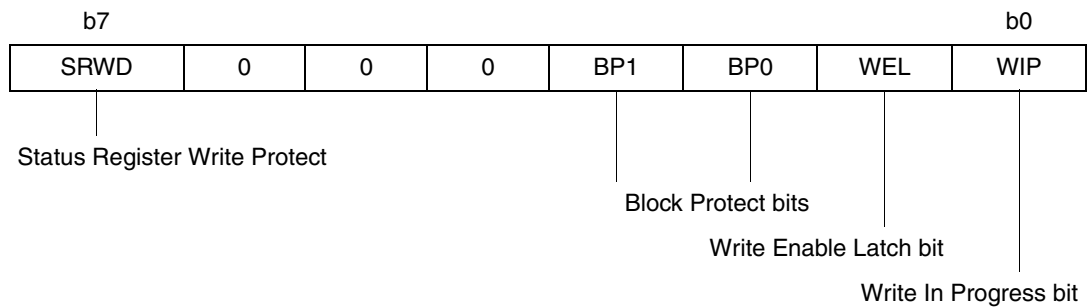 b7 b0
SRWD 0 0 0 BP1 BP0 WEL WIP
Status Register Write Protect
Block Protect bits
Write Enable Latch bit
Write In Progress bit